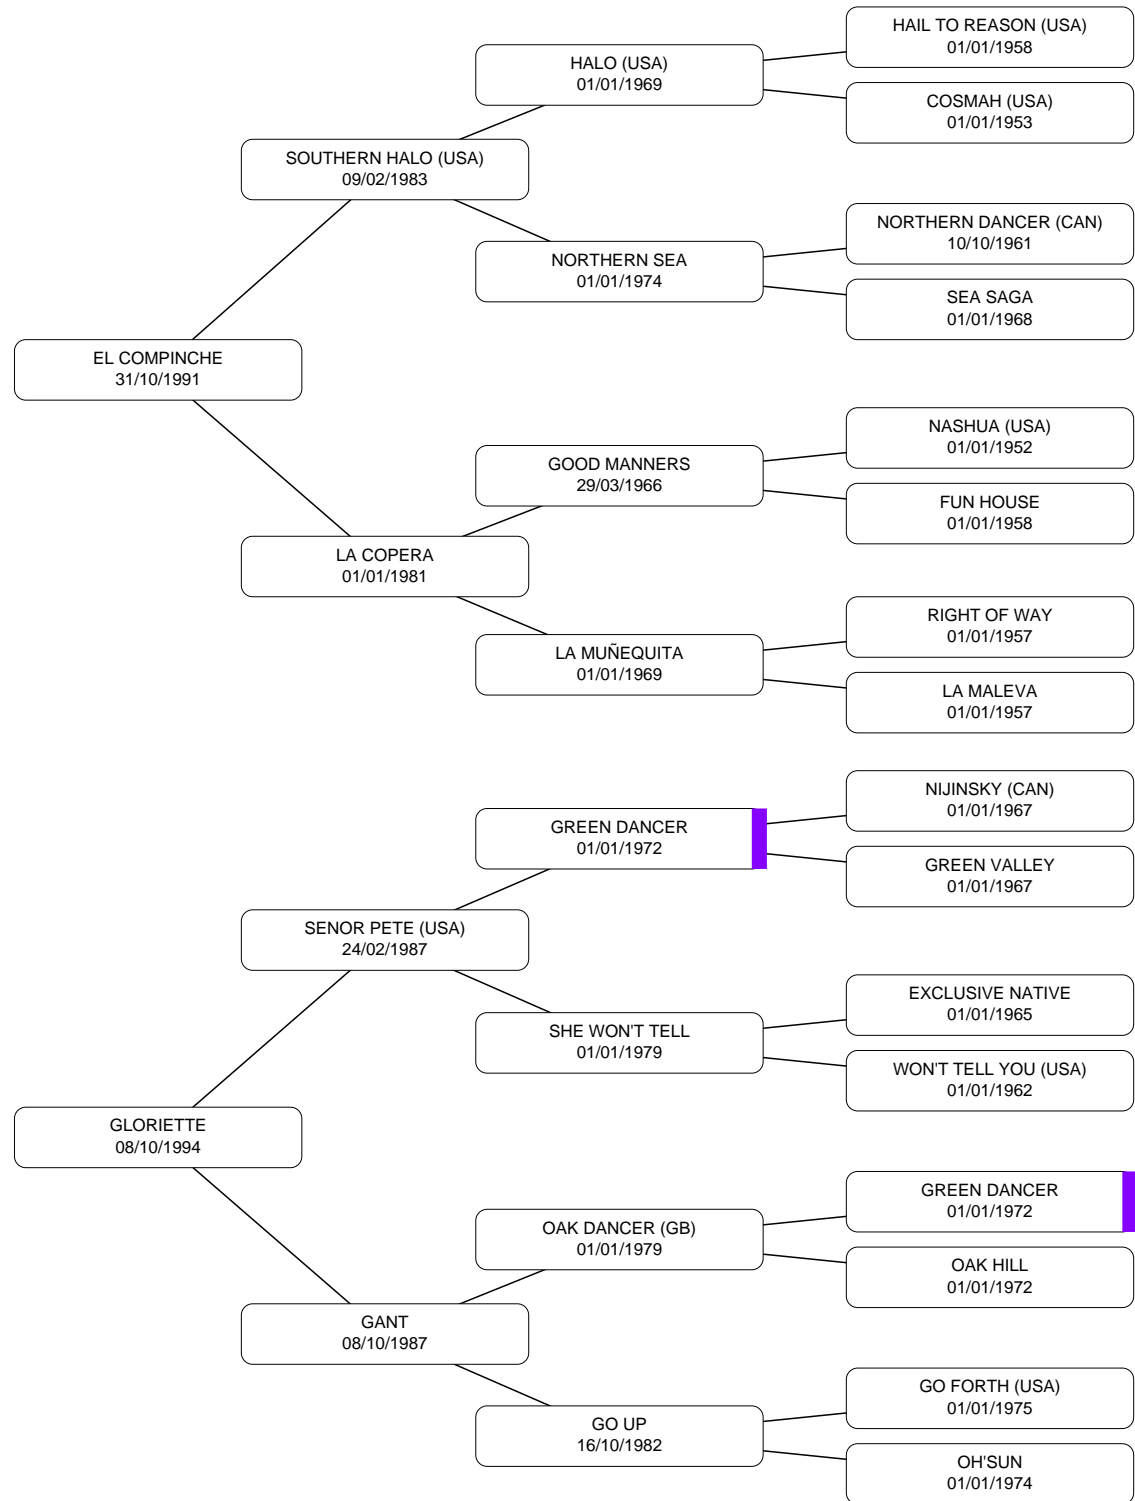 HAIL TO REASON (USA)
01/01/1958
HALO (USA)
01/01/1969
COSMAH (USA)
01/01/1953
SOUTHERN HALO (USA)
09/02/1983
NORTHERN DANCER (CAN)
10/10/1961
NORTHERN SEA
01/01/1974
SEA SAGA
01/01/1968
EL COMPINCHE
31/10/1991
NASHUA (USA)
01/01/1952
GOOD MANNERS
29/03/1966
FUN HOUSE
01/01/1958
LA COPERA
01/01/1981
RIGHT OF WAY
01/01/1957
LA MUÑEQUITA
01/01/1969
LA MALEVA
01/01/1957
NIJINSKY (CAN)
01/01/1967
GREEN DANCER
01/01/1972
GREEN VALLEY
01/01/1967
SENOR PETE (USA)
24/02/1987
EXCLUSIVE NATIVE
01/01/1965
SHE WON'T TELL
01/01/1979
WON'T TELL YOU (USA)
01/01/1962
GLORIETTE
08/10/1994
GREEN DANCER
01/01/1972
OAK DANCER (GB)
01/01/1979
OAK HILL
01/01/1972
GANT
08/10/1987
GO FORTH (USA)
01/01/1975
GO UP
16/10/1982
OH'SUN
01/01/1974